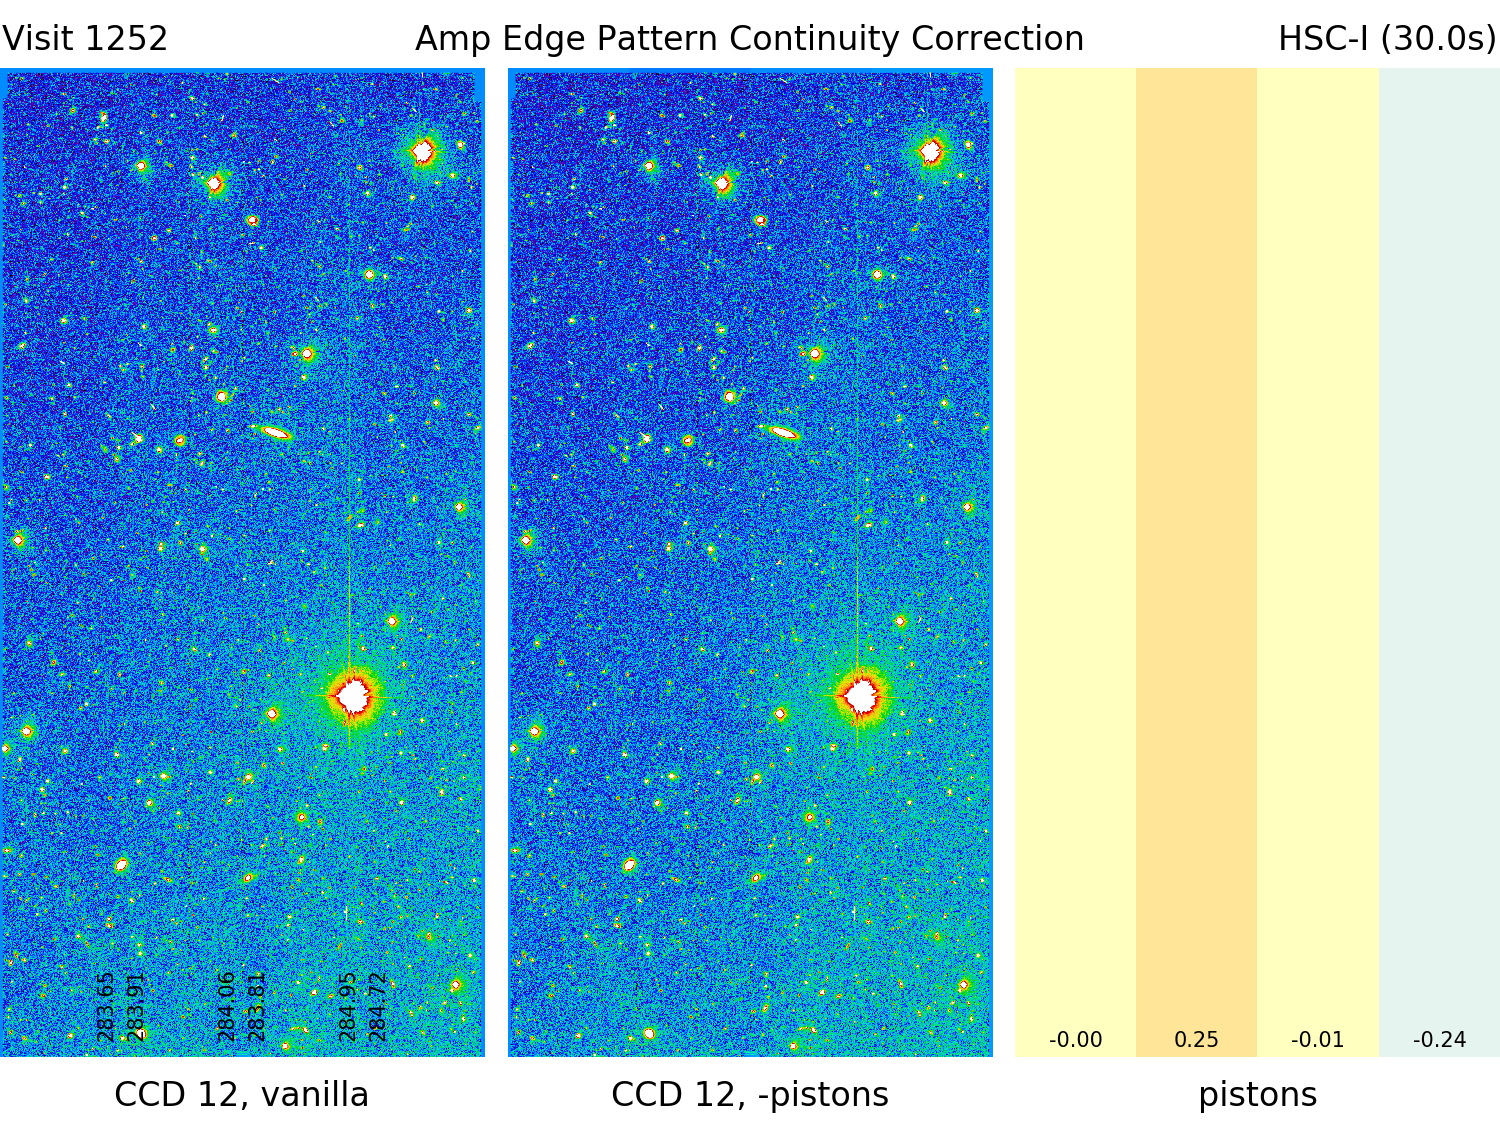 Visit 1252
Amp Edge Pattern Continuity Correction
HSC-I (30.0s)
283.65
283.91
284.06
283.81
284.95
284.72
-0.00
0.25
-0.01
-0.24
CCD 12, vanilla
CCD 12, -pistons
pistons